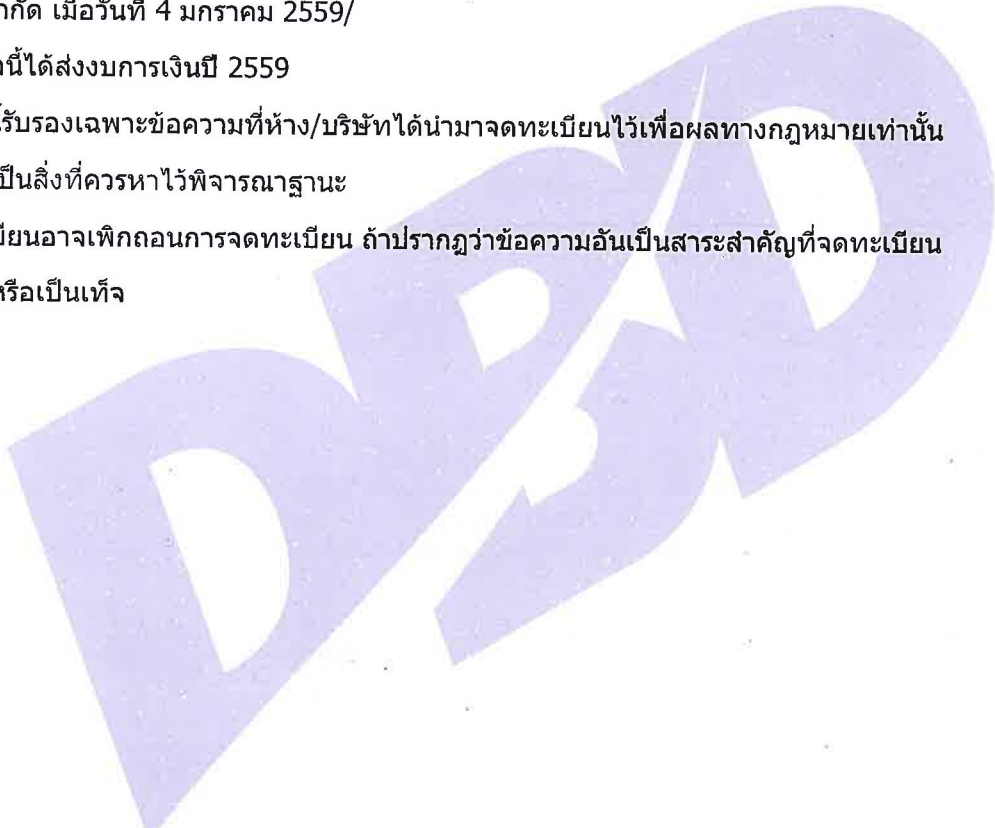 เมื่อวันที่ 4 มกราคม 2559/
นี้ได้ส่งงบการเงินปี 2559
รับรองเฉพาะข้อความที่ห้าง/บริษัทได้นำมาจดทะเบียนไว้เพื่อผลทางกฎหมายเท่านั้น
เป็นสิ่งที่ควรหาไว้พิจารณาฐานะ
อาจเพิกถอนการจดทะเบียน ถ้าปรากฏว่าข้อความอันเป็นสาระสำคัญที่จดทะเบียน
หรือเป็นเท็จ
DBD